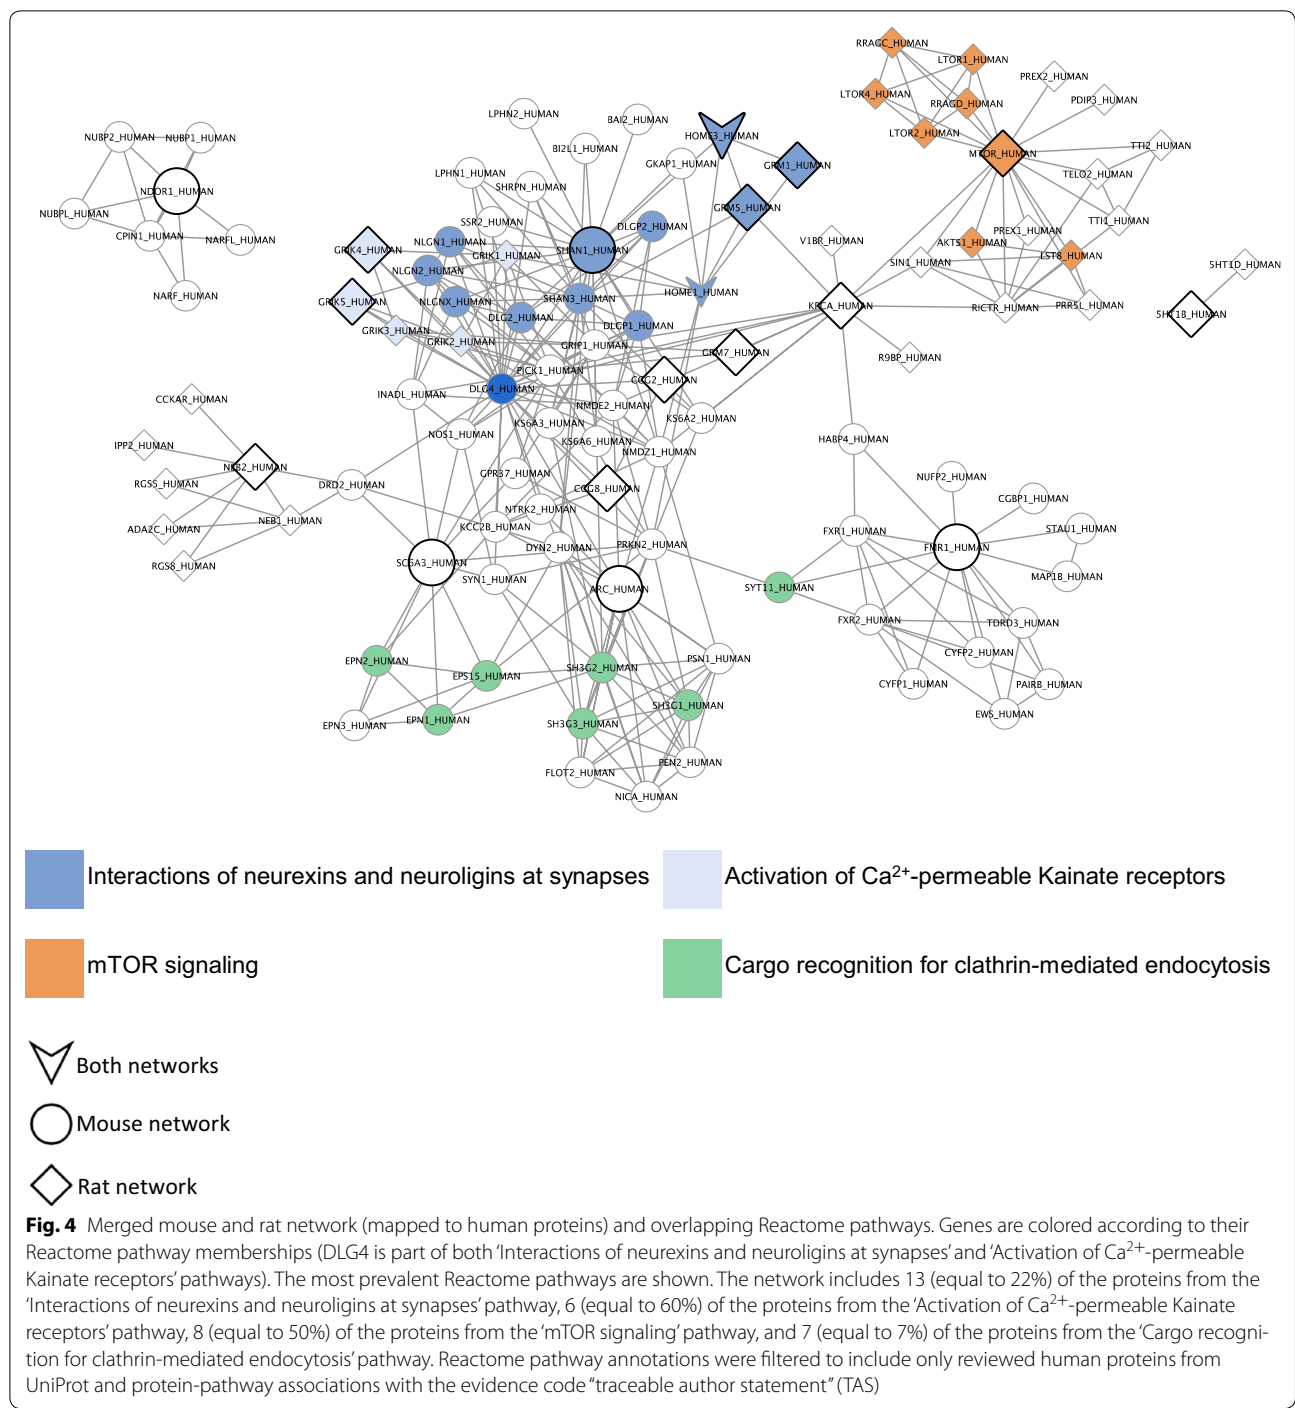 RRAGC_HUMAN
LTOR1_HUMAN
PREX2_HUMAN
LTOR4_HUMAN
RRAGD_HUMAN
PDIP3_HUMAN
LPHN2_HUMAN
BAI2_HUMAN
HOME3_HUMAN
LTOR2_HUMAN
NUBP2_HUMAN
NUBP1_HUMAN
BI2L1_HUMAN
GKAP1_HUMAN
GRM1_HUMAN
MTOR_HUMAN
TTI2_HUMAN
LPHN1_HUMAN
TELO2_HUMAN
SHRPN_HUMAN
NDOR1_HUMAN
GRM5_HUMAN
NUBPL_HUMAN
SSR2_HUMAN
DLGP2_HUMAN
TTI1_HUMAN
PREX1_HUMAN
CPIN1_HUMAN
NARFL_HUMAN
NLGN1_HUMAN
V1BR_HUMAN
AKTS1_HUMAN
GRIK4_HUMAN
GRIK1_HUMAN
SHAN1_HUMAN
LST8_HUMAN
SIN1_HUMAN
5HT1D_HUMAN
NLGN2_HUMAN
NARF_HUMAN
GRIK5_HUMAN
NLGNX_HUMAN
SHAN3_HUMAN
HOME1_HUMAN
KPCA_HUMAN
RICTR_HUMAN
PRR5L_HUMAN
5HT1B_HUMAN
DLG2_HUMAN
DLGP1_HUMAN
GRIK3_HUMAN
GRIK2_HUMAN
GRIP1_HUMAN
GRM7_HUMAN
R9BP_HUMAN
PICK1_HUMAN
CCG2_HUMAN
DLG4_HUMAN
INADL_HUMAN
CCKAR_HUMAN
NMDE2_HUMAN
KS6A2_HUMAN
KS6A3_HUMAN
NOS1_HUMAN
KS6A6_HUMAN
NMDZ1_HUMAN
HABP4_HUMAN
IPP2_HUMAN
NEB2_HUMAN
GPR37_HUMAN
NUFP2_HUMAN
RGS5_HUMAN
DRD2_HUMAN
CCG8_HUMAN
CGBP1_HUMAN
NTRK2_HUMAN
NEB1_HUMAN
ADA2C_HUMAN
KCC2B_HUMAN
FXR1_HUMAN
STAU1_HUMAN
DYN2_HUMAN
PRKN2_HUMAN
FMR1_HUMAN
RGS8_HUMAN
SC6A3_HUMAN
SYN1_HUMAN
ARC_HUMAN
SYT11_HUMAN
MAP1B_HUMAN
FXR2_HUMAN
TDRD3_HUMAN
CYFP2_HUMAN
EPN2_HUMAN
PSN1_HUMAN
SH3G2_HUMAN
EPS15_HUMAN
CYFP1_HUMAN
PAIRB_HUMAN
SH3G1_HUMAN
EWS_HUMAN
EPN3_HUMAN
EPN1_HUMAN
SH3G3_HUMAN
PEN2_HUMAN
FLOT2_HUMAN
NICA_HUMAN
Interactions of neurexins and neuroligins at synapses
Activation of Ca2+-permeable Kainate receptors
mTOR signaling
Cargo recognition for clathrin-mediated endocytosis
Both networks
Mouse network
Rat network
Fig. 4 Merged mouse and rat network (mapped to human proteins) and overlapping Reactome pathways. Genes are colored according to their
Reactome pathway memberships (DLG4 is part of both 'Interactions of neurexins and neuroligins at synapses' and 'Activation of Ca2+-permeable
Kainate receptors' pathways). The most prevalent Reactome pathways are shown. The network includes 13 (equal to 22%) of the proteins from the
'Interactions of neurexins and neuroligins at synapses' pathway, 6 (equal to 60%) of the proteins from the 'Activation of Ca2+-permeable Kainate
receptors' pathway, 8 (equal to 50%) of the proteins from the 'mTOR signaling' pathway, and 7 (equal to 7%) of the proteins from the 'Cargo recogni-
tion for clathrin-mediated endocytosis' pathway. Reactome pathway annotations were filtered to include only reviewed human proteins from
UniProt and protein-pathway associations with the evidence code "traceable author statement" (TAS)